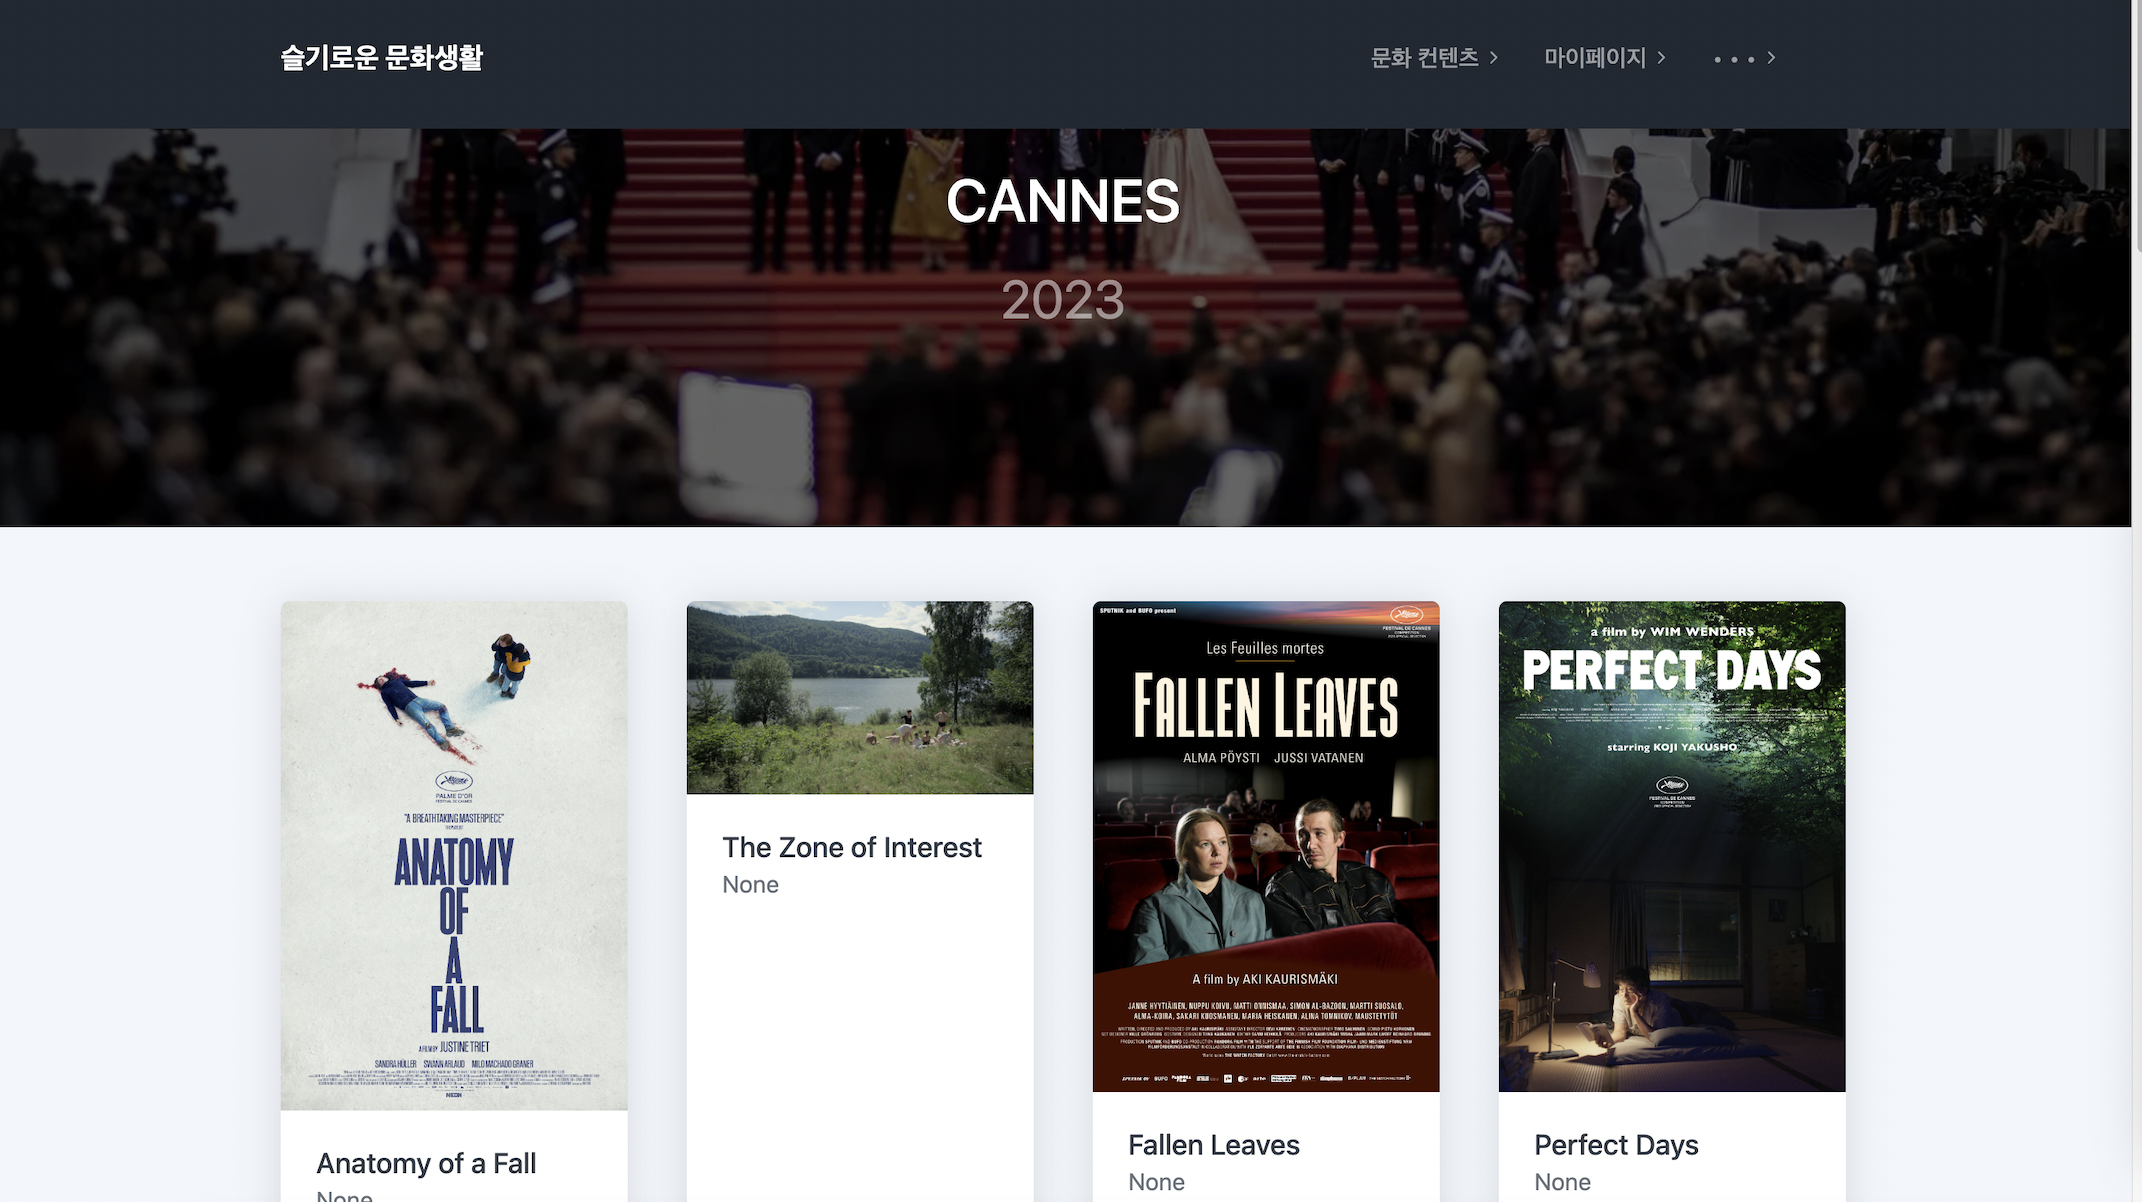 슬기로운 문화생활
문화 컨텐츠
마이페이지
CANNES
2023
PALME D'OR
FESTIVAL DE CANNES
"A BREATHTAKING MASTERPIECE"
ANATOMY
OF
A
FALL
A FILM BY JUSTINE TRIET
SANDRA HÜLLER SWANN ARLAUD MILO MACHADO GRANER
NEON
Anatomy of a Fall
None
The Zone of Interest
None
SPUTNIK and BUFO present
FESTIVAL DE CANNES
Les Feuilles mortes
FALLEN LEAVES
ALMA PÖYSTI JUSSI VATANEN
A film by AKI KAURISMÄKI
JANNE HYYTIÄINEN, NUPPU KOIVU, MATTI ONNISMAA, SIMON AL-BAZOON, MARTTI SUOSALO,
ALMA-KOIRA, SAKARI KUOSMANEN, MARIA HEISKANEN, ALINA TOMNIKOV, MAUSTETYTÖT
Fallen Leaves
None
a film by WIM WENDERS
PERFECT DAYS
starring KOJI YAKUSHO
FESTIVAL DE CANNES
Perfect Days
None